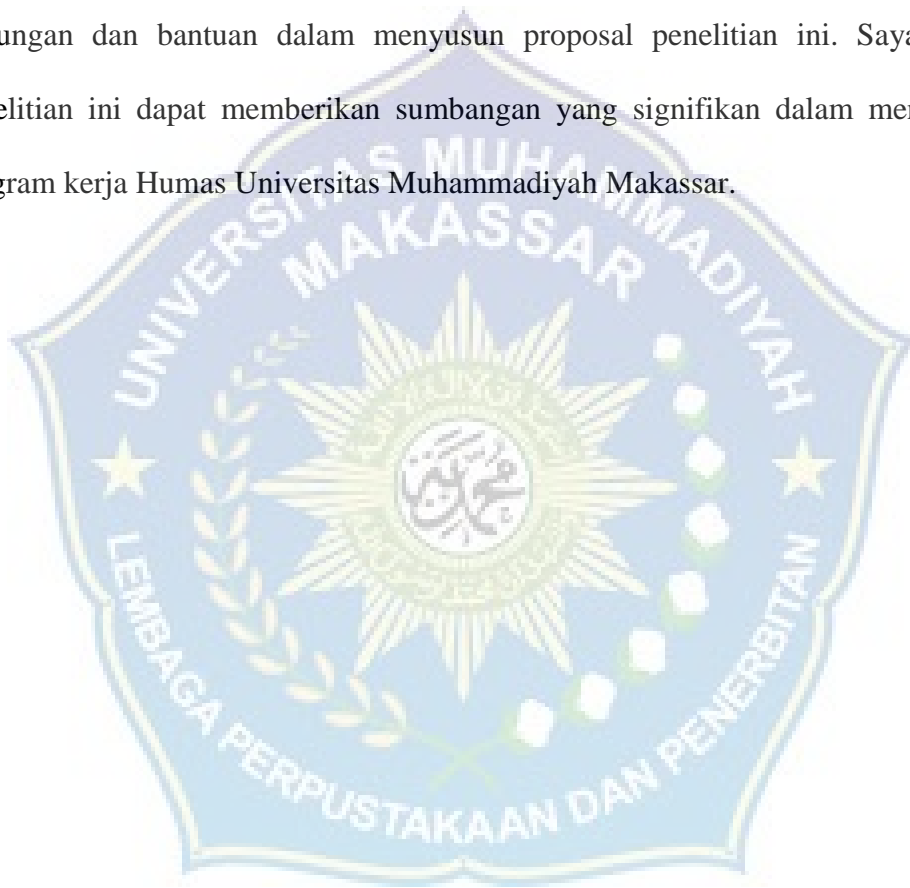 ungan dan bantuan dalam menyusun proposal penelitian ini. Saya
elitian ini dapat memberikan sumbangan yang signifikan dalam mer
gram kerja Humas Universitas Muhammadiyah Makassar.
UNIVERSITAS MUHAMMADIYAH
MAKASSAR
LEMBAGA PERPUSTAKAAN DAN PENERBITAN